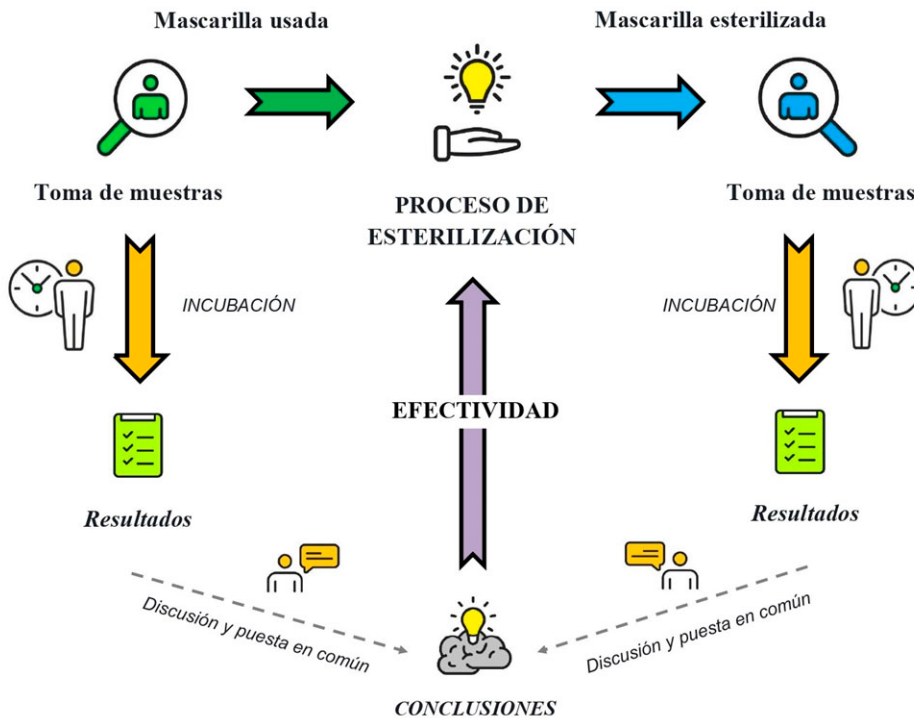 Mascarilla usada
Mascarilla esterilizada
Toma de muestras
PROCESO DE
ESTERILIZACIÓN
Toma de muestras
INCUBACIÓN
INCUBACIÓN
EFECTIVIDAD
Resultados
Resultados
Discusión y puesta en común
Discusión y puesta en común
CONCLUSIONES